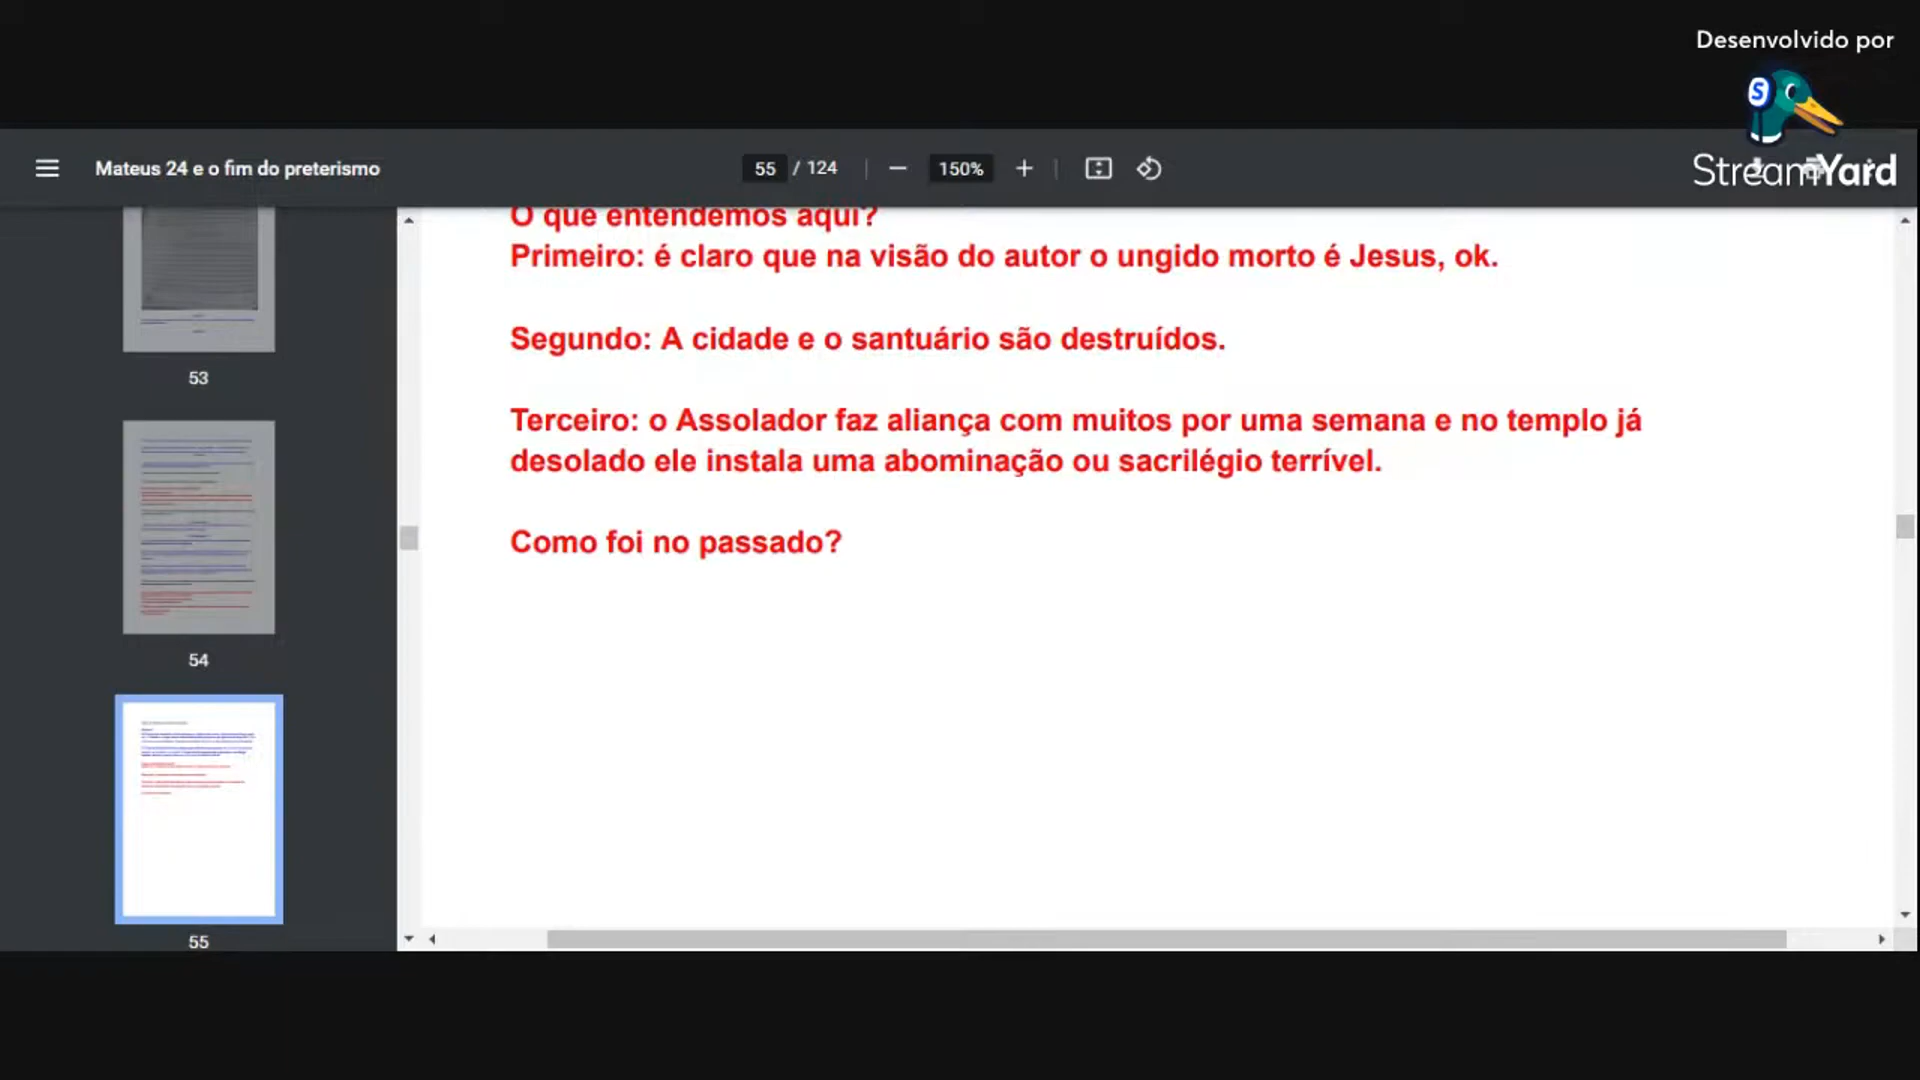 Desenvolvido por
StreamYard
Mateus 24 e o fim do preterismo
55 / 124
150%
O que entendemos aqui?
Primeiro: é claro que na visão do autor o ungido morto é Jesus, ok.
Segundo: A cidade e o santuário são destruídos.
Terceiro: o Assolador faz aliança com muitos por uma semana e no templo já
desolado ele instala uma abominação ou sacrilégio terrível.
Como foi no passado?
53
54
55